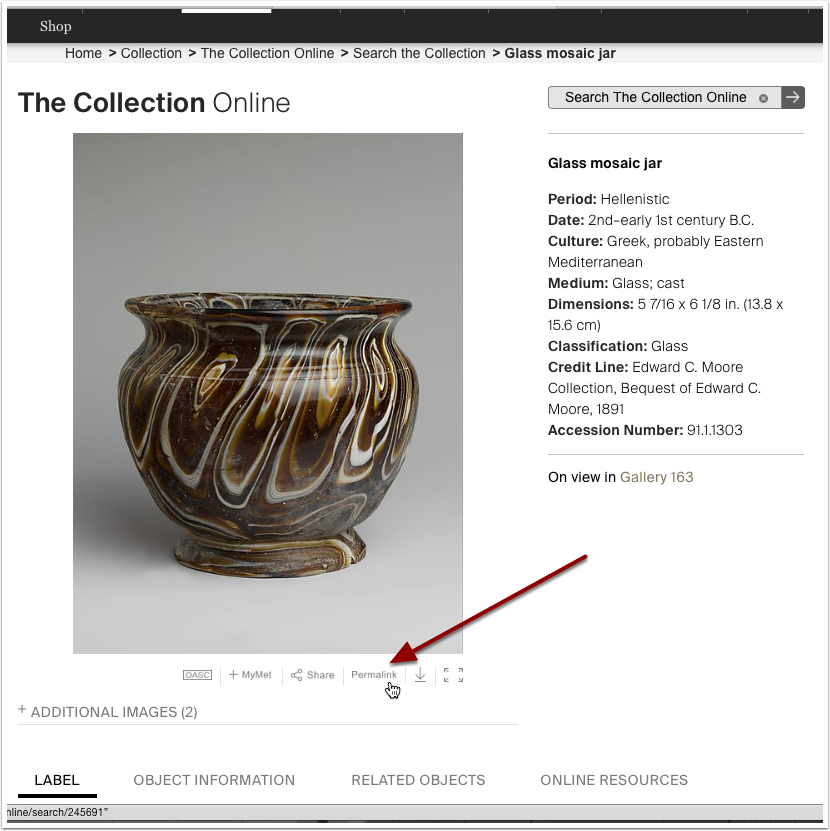 Shop
Home > Collection > The Collection Online > Search the Collection > Glass mosaic jar
The Collection Online
Search The Collection Online
Glass mosaic jar
Period: Hellenistic
Date: 2nd–early 1st century B.C.
Culture: Greek, probably Eastern
Mediterranean
Medium: Glass; cast
Dimensions: 5 7/16 x 6 1/8 in. (13.8 x
15.6 cm)
Classification: Glass
Credit Line: Edward C. Moore
Collection, Bequest of Edward C.
Moore, 1891
Accession Number: 91.1.1303
On view in Gallery 163
OASC + MyMet Share Permalink
+ ADDITIONAL IMAGES (2)
LABEL OBJECT INFORMATION RELATED OBJECTS ONLINE RESOURCES
nline/search/245691”